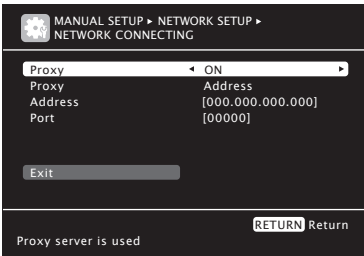 MANUAL SETUP ▸ NETWORK SETUP ▸
NETWORK CONNECTING
Proxy ◂ ON ▸
Proxy Address
Address [000.000.000.000]
Port [00000]
Exit
RETURN Return
Proxy server is used